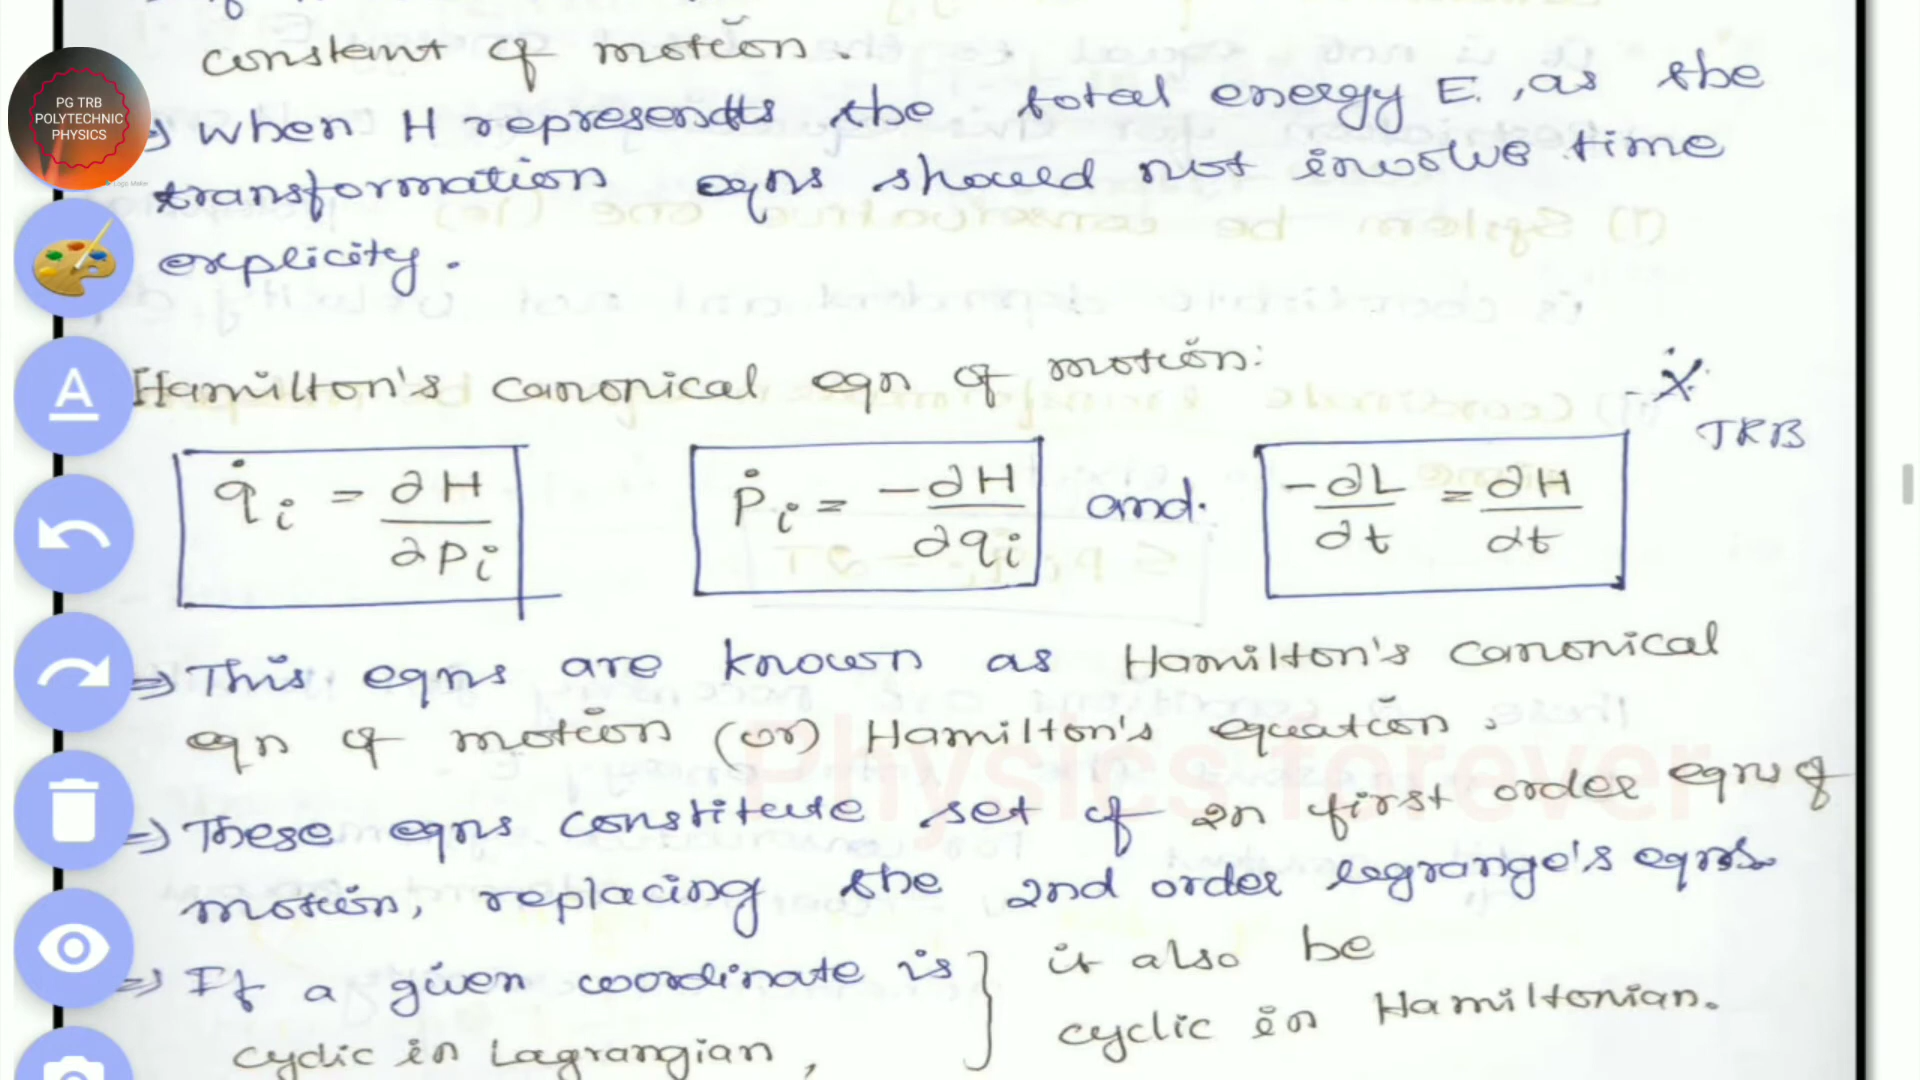 constant of motion.
PG TRB
POLYTECHNIC
PHYSICS
⇒ When H represents the total energy E, as the
transformation eqns should not involve time
explicity.
Hamilton's canonical eqn of motion:
TRB
q̇i = ∂H/∂pi  ṗi = -∂H/∂qi and. -∂L/∂t = ∂H/∂t
⇒ This eqns are known as Hamilton's canonical
eqn of motion (or) Hamilton's equation.
Physics forever
⇒ These eqns constitute set of 2n first order eqns of
motion, replacing the 2nd order legrange's eqns.
⇒ If a given coordinate is } it also be
cyclic in Lagrangian, cyclic in Hamiltonian.